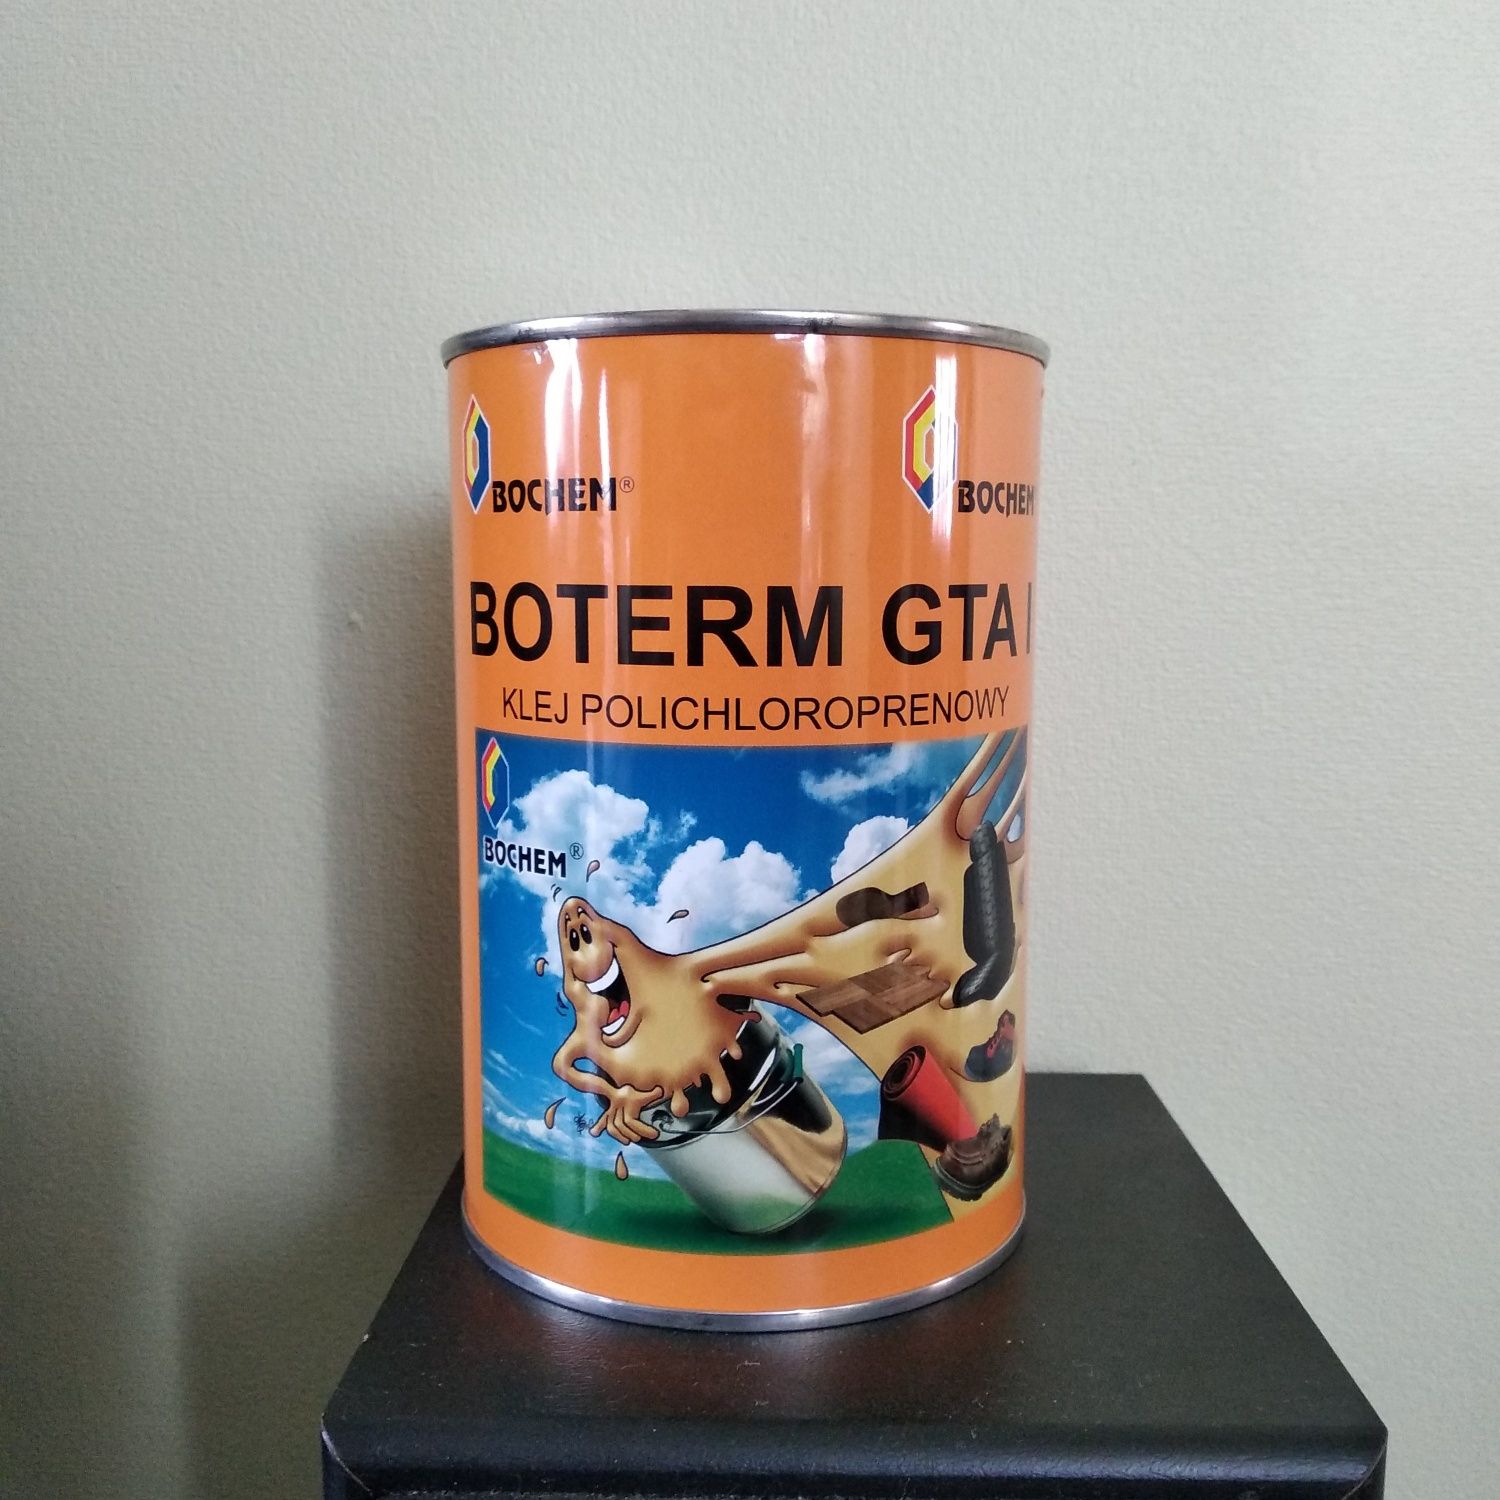 BOCHEM®
BOCHEM
BOTERM GTA
KLEJ POLICHLOROPRENOWY
BOCHEM®